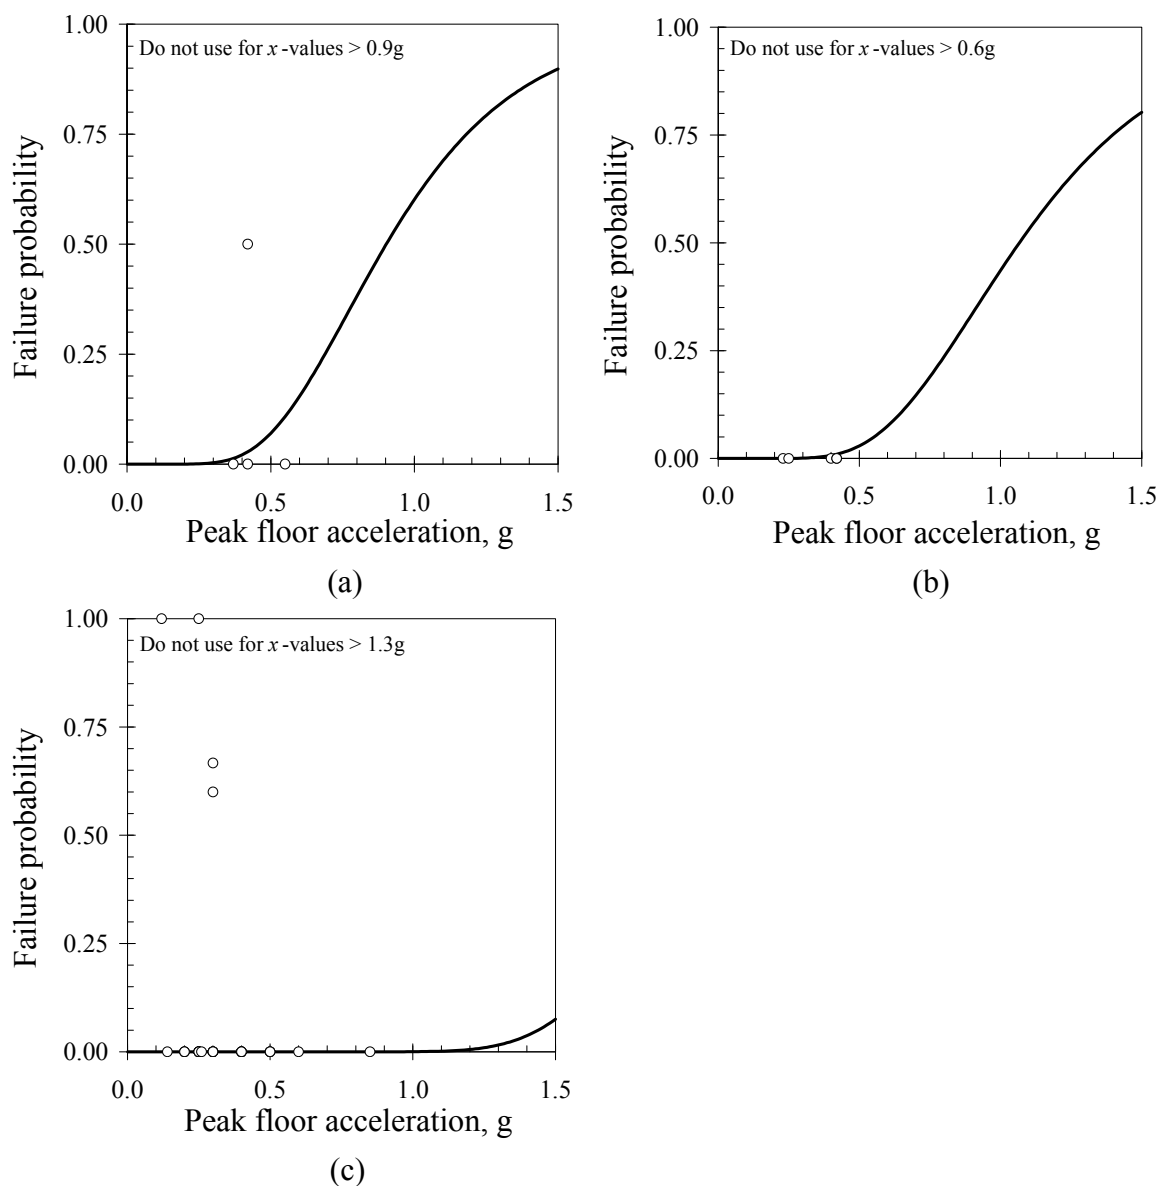 1.00
Do not use for x-values > 0.9g
0.75
0.50
0.25
0.00
Failure probability
0.0 0.5 1.0 1.5
Peak floor acceleration, g
(a)
1.00
Do not use for x-values > 0.6g
0.75
0.50
0.25
0.00
Failure probability
0.0 0.5 1.0 1.5
Peak floor acceleration, g
(b)
1.00
Do not use for x-values > 1.3g
0.75
0.50
0.25
0.00
Failure probability
0.0 0.5 1.0 1.5
Peak floor acceleration, g
(c)